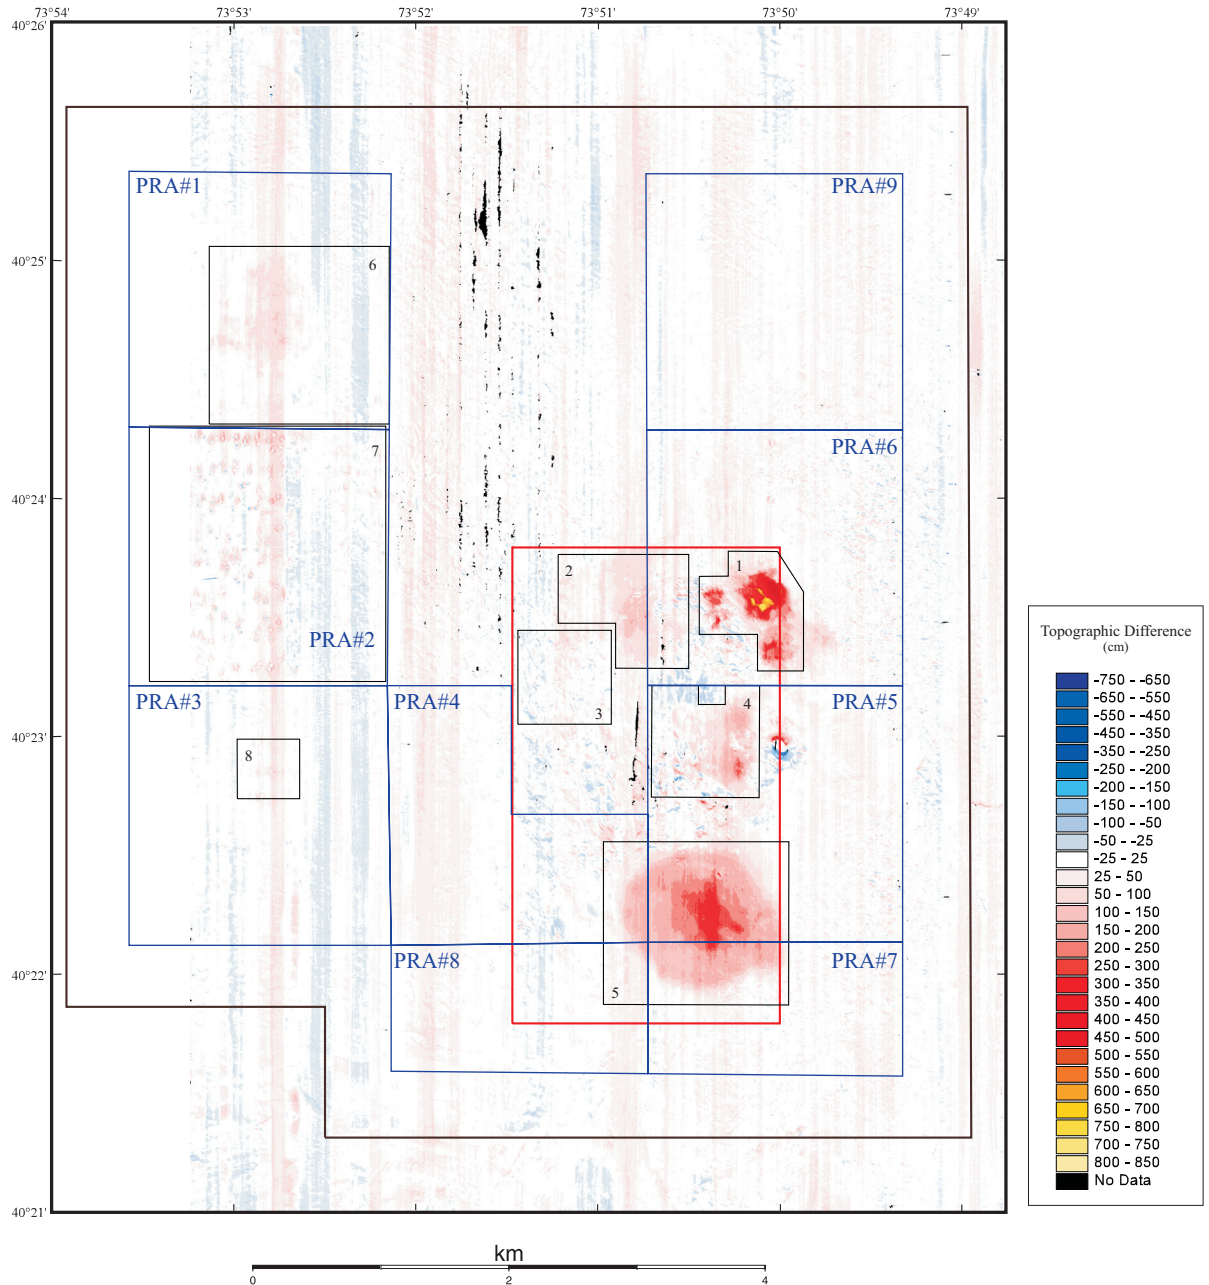 73°54' 73°53' 73°52' 73°51' 73°50' 73°49'
40°26'
PRA#1 PRA#9
40°25'
6
PRA#6
7
40°24'
2 1
PRA#2
PRA#3 PRA#4 PRA#5
3 4
40°23'
8
PRA#8 PRA#7
40°22'
5
40°21'
km
0 2 4
Topographic Difference
(cm)
-750 - -650
-650 - -550
-550 - -450
-450 - -350
-350 - -250
-250 - -200
-200 - -150
-150 - -100
-100 - -50
-50 - -25
-25 - 25
25 - 50
50 - 100
100 - 150
150 - 200
200 - 250
250 - 300
300 - 350
350 - 400
400 - 450
450 - 500
500 - 550
550 - 600
600 - 650
650 - 700
750 - 800
700 - 750
800 - 850
No Data